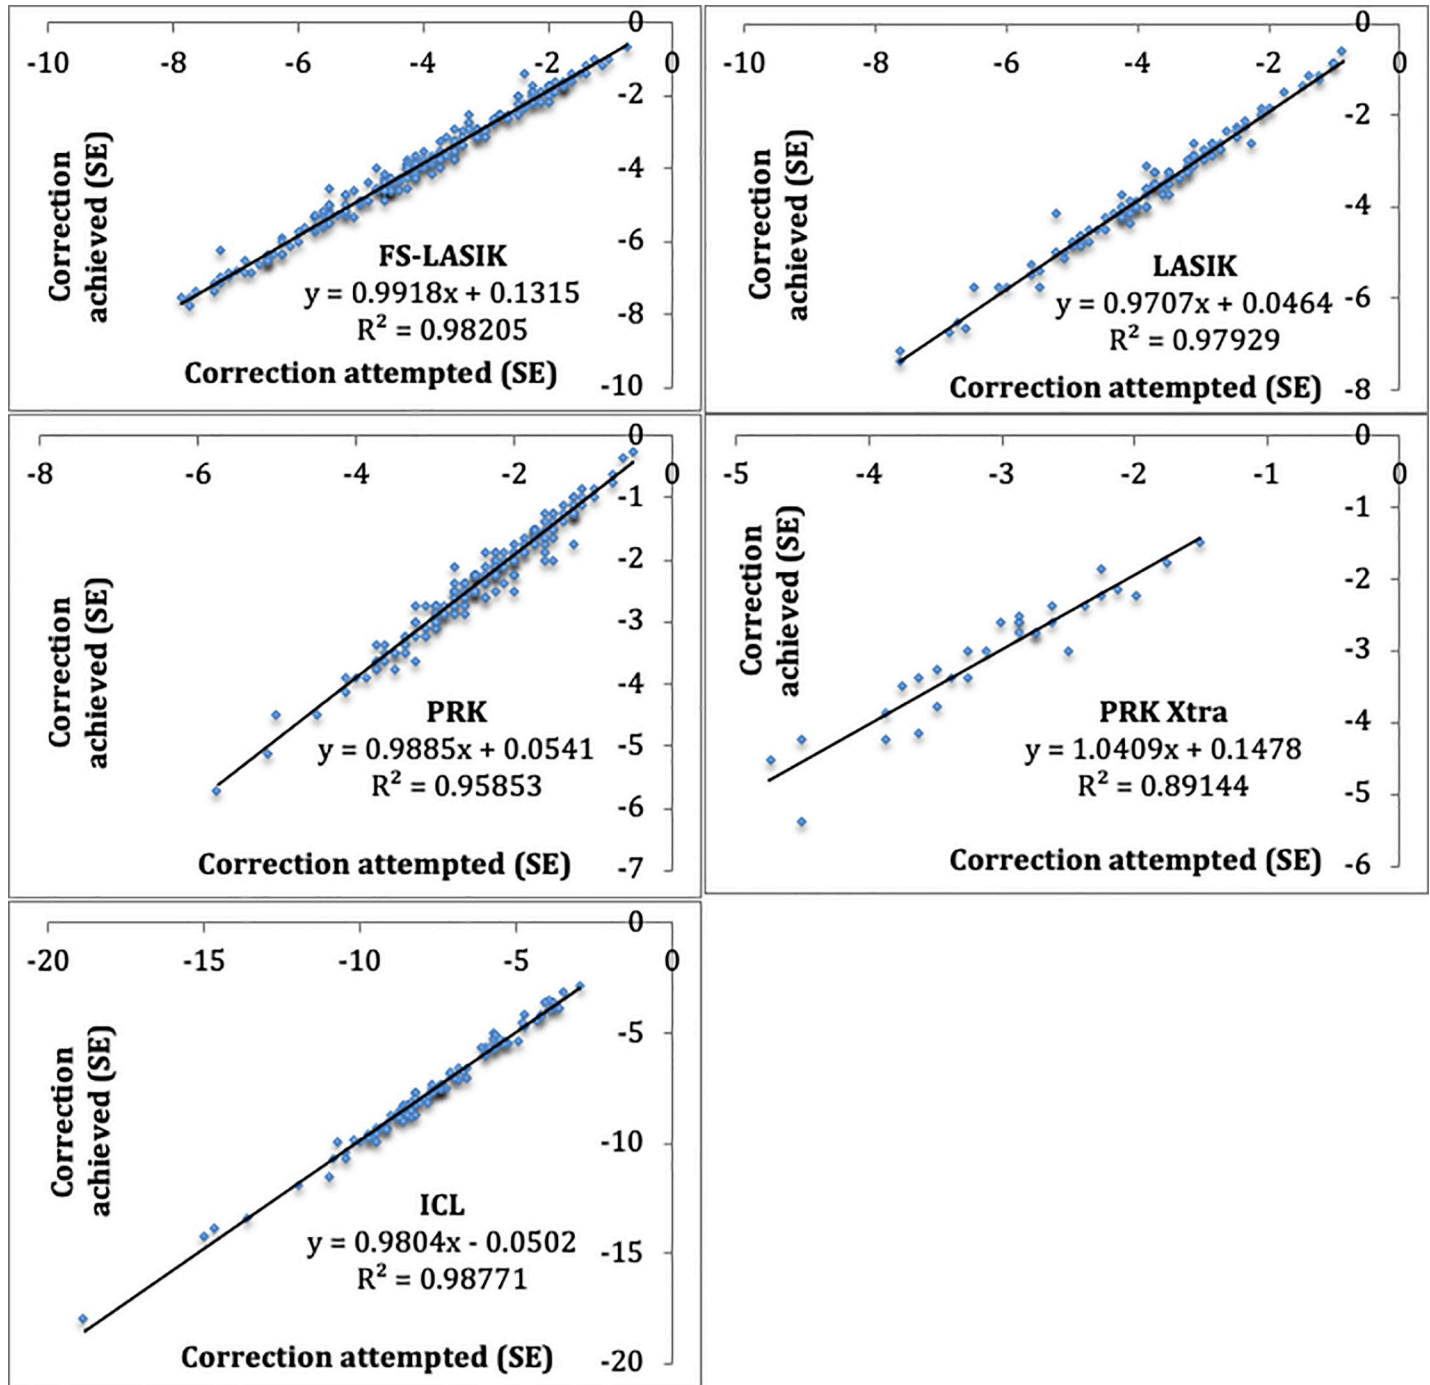 0
-10
-8
-6
-4
-2
0
-2
-4
-6
-8
-10
Correction
achieved (SE)
FS-LASIK
y = 0.9918x + 0.1315
R² = 0.98205
Correction attempted (SE)
0
-10
-8
-6
-4
-2
0
-2
-4
-6
-8
Correction
achieved (SE)
LASIK
y = 0.9707x + 0.0464
R² = 0.97929
Correction attempted (SE)
0
-8
-6
-4
-2
0
-1
-2
-3
-4
-5
-6
-7
Correction
achieved (SE)
PRK
y = 0.9885x + 0.0541
R² = 0.95853
Correction attempted (SE)
0
-5
-4
-3
-2
-1
0
-1
-2
-3
-4
-5
-6
Correction
achieved (SE)
PRK Xtra
y = 1.0409x + 0.1478
R² = 0.89144
Correction attempted (SE)
0
-20
-15
-10
-5
0
-5
-10
-15
-20
Correction
achieved (SE)
ICL
y = 0.9804x - 0.0502
R² = 0.98771
Correction attempted (SE)